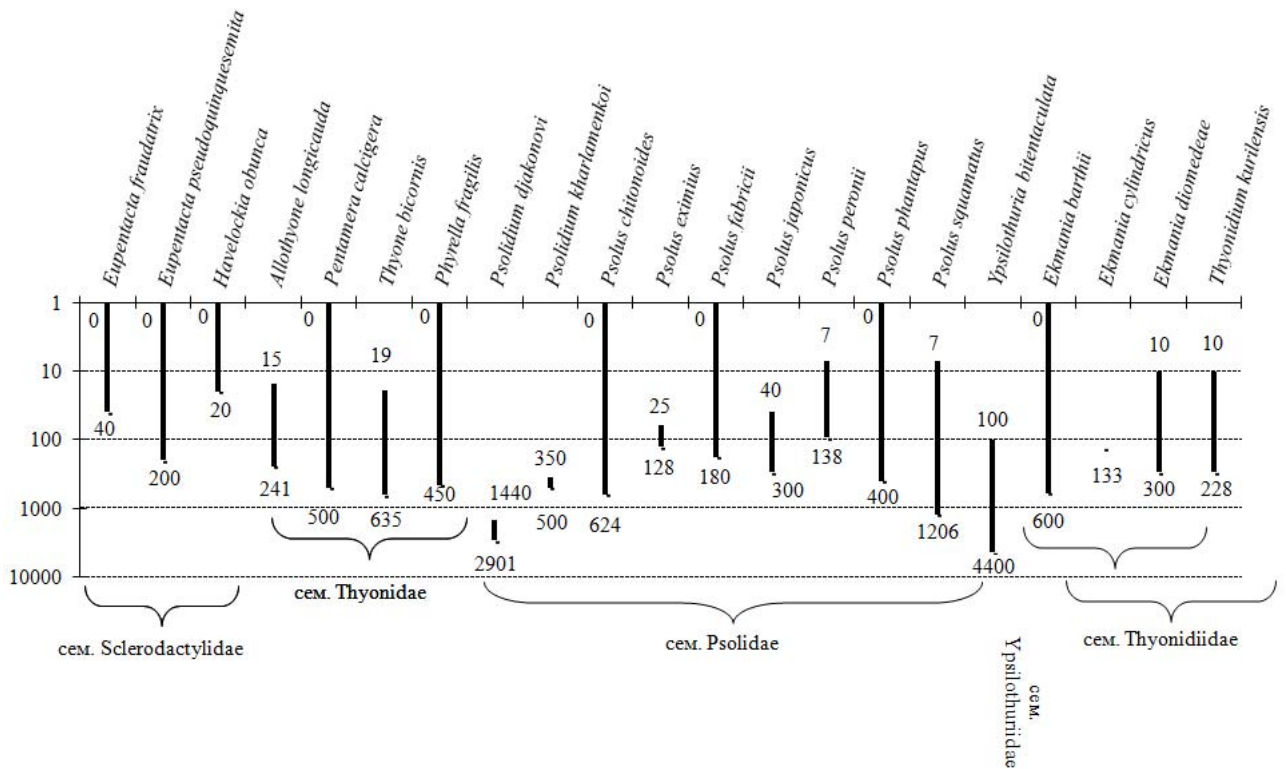 Eupentacta fraudatrix
Eupentacta pseudoquinquesemita
Havelockia obunca
Allothyone longicauda
Pentamera calcigera
Thyone bicornis
Phyrella fragilis
Psolidium djakonovi
Psolidium kharlamenkoi
Psolus chitonoides
Psolus eximius
Psolus fabricii
Psolus japonicus
Psolus peronii
Psolus phantapus
Psolus squamatus
Ypsilothuria bitentaculata
Ekmania barthii
Ekmania cylindricus
Ekmania diomedeae
Thyonidium kurilensis
1
10
100
1000
10000
0
40
0
200
0
20
15
241
0
500
19
635
0
450
1440
2901
350
500
0
624
25
128
0
180
40
300
7
138
0
400
7
1206
100
4400
0
600
133
10
300
10
228
сем. Sclerodactylidae
сем. Thyonidae
сем. Psolidae
сем.
Ypsilothuriidae
сем. Thyonidiidae